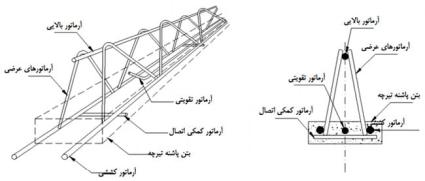 آرماتور بالایی
آرماتورهای عرضی
آرماتور تقویتی
آرماتور کمکی اتصال
بتن پاشنه تیرچه
آرماتور کششی
آرماتور بالایی
آرماتورهای عرضی
آرماتور تقویتی
بتن پاشنه تیرچه
آرماتور کمکی اتصال
آرماتور کششی